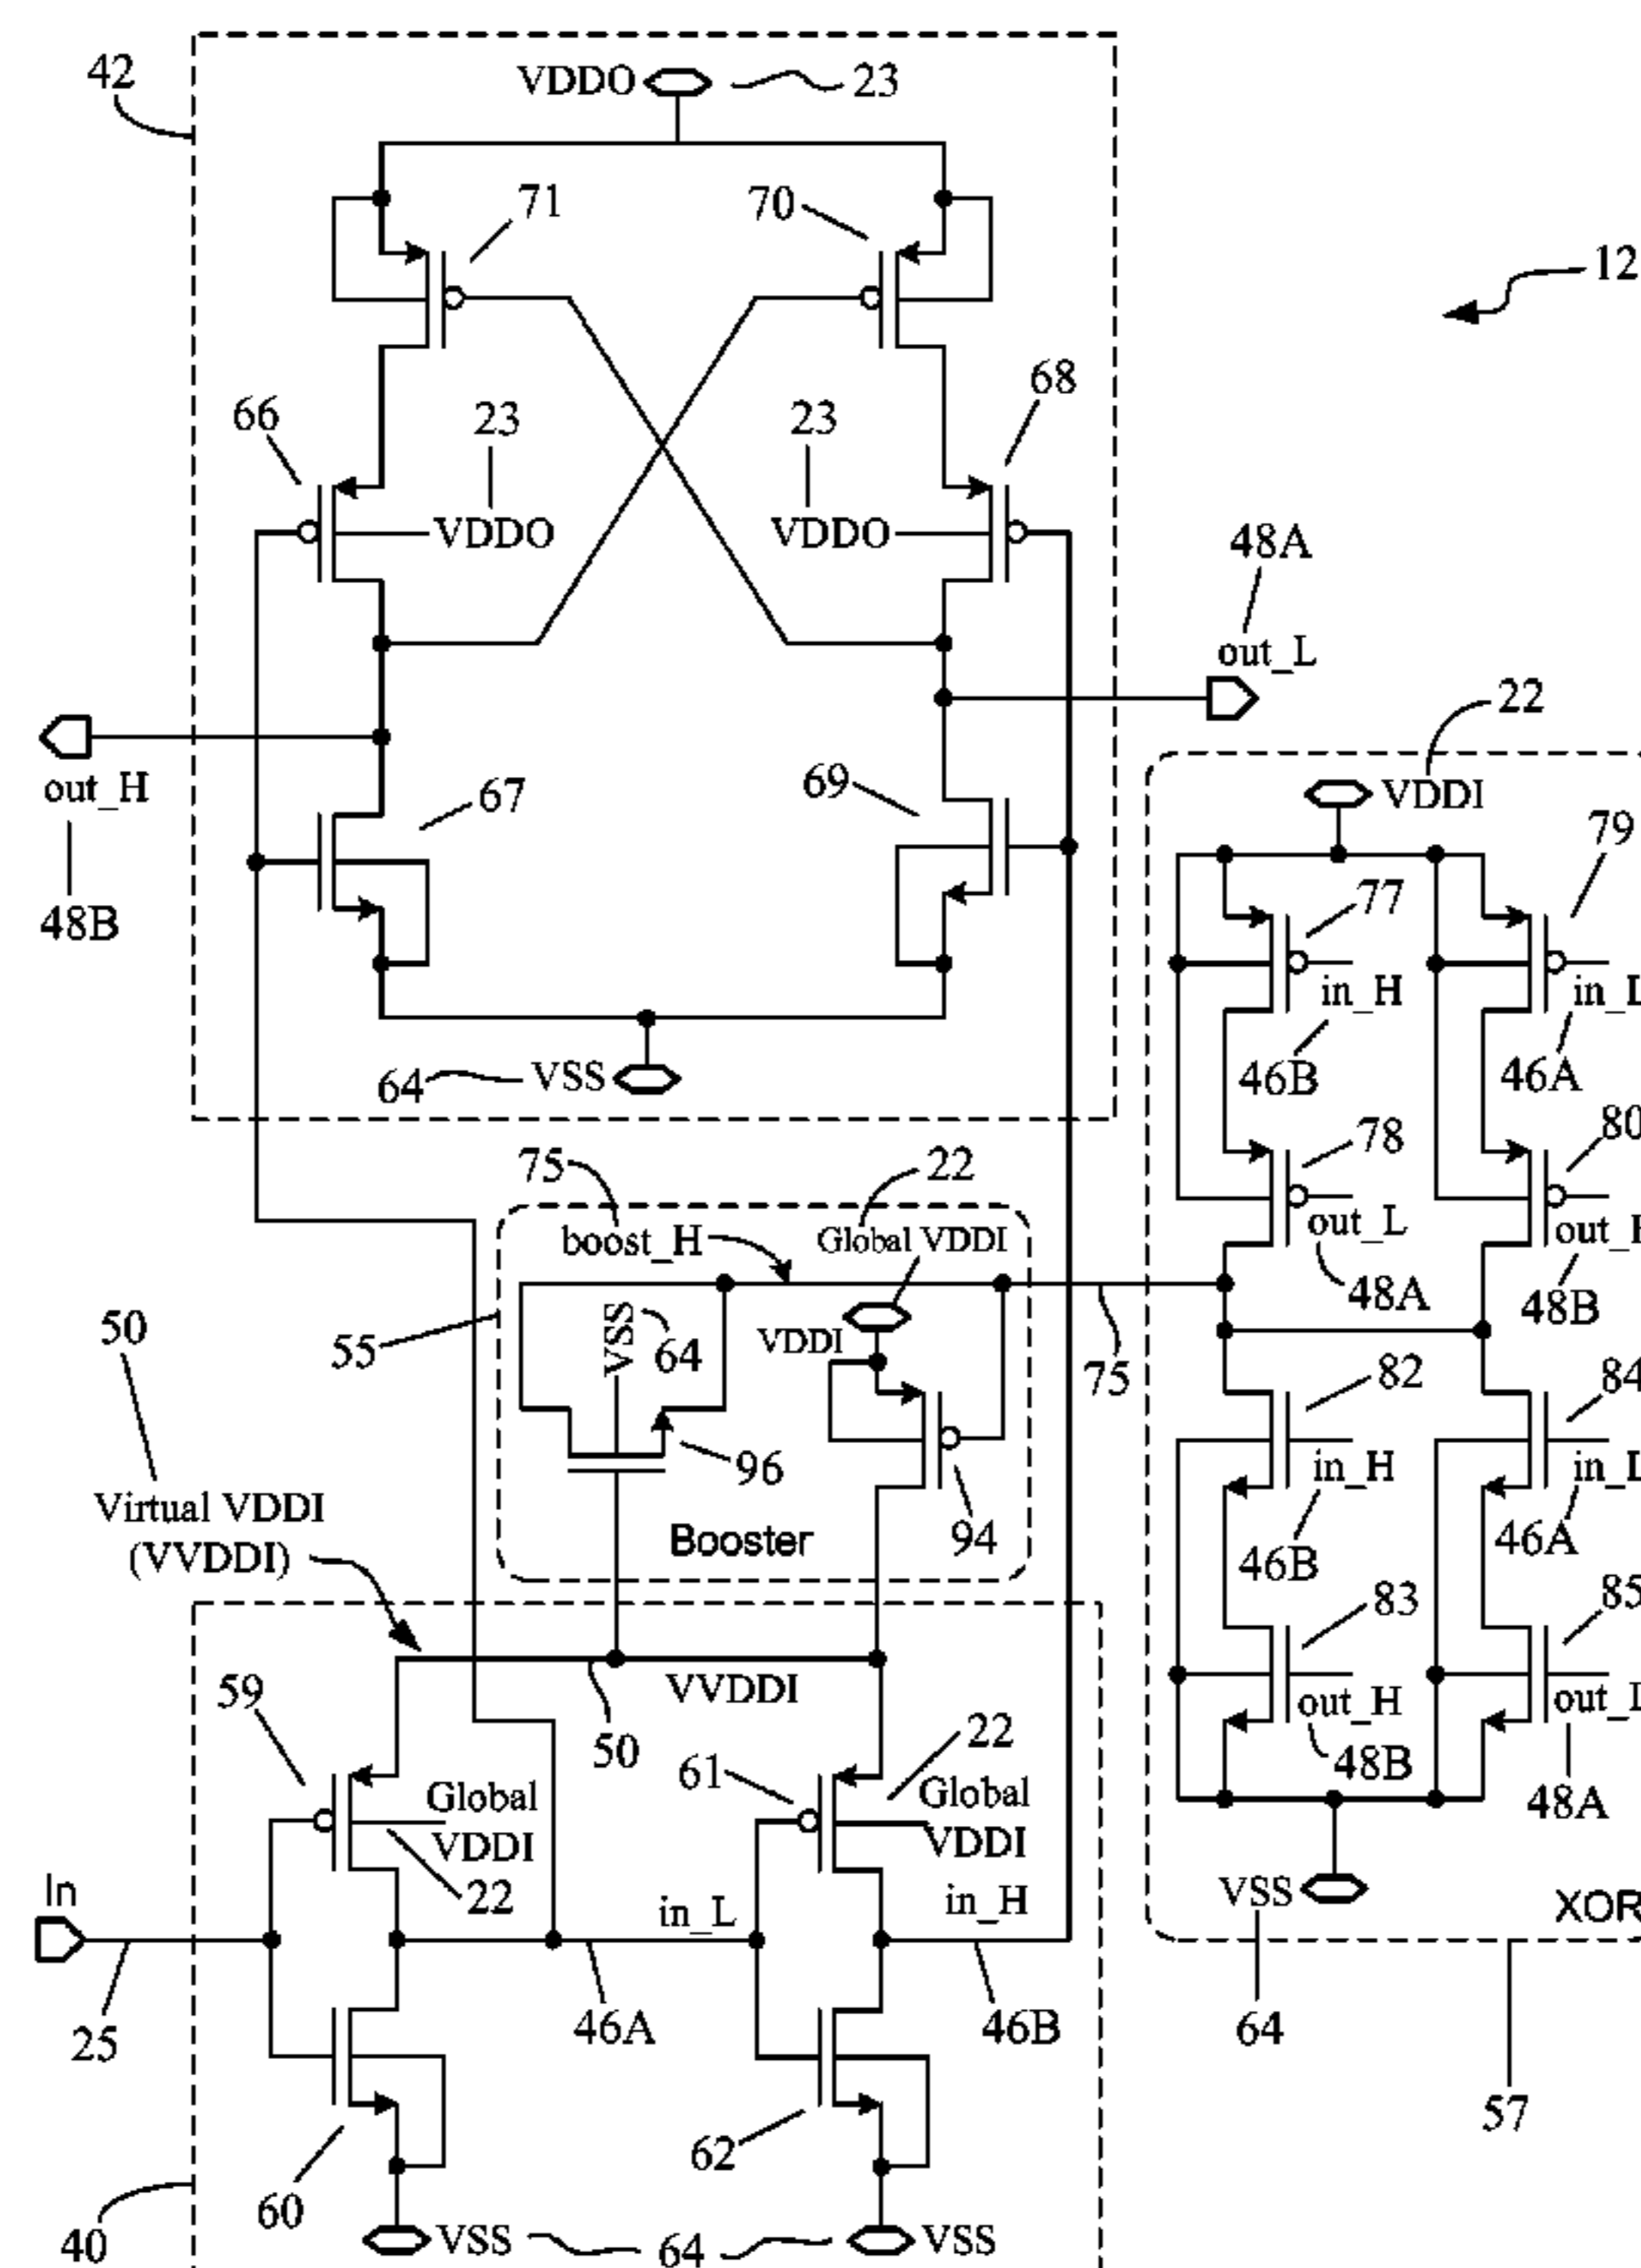 42
VDDO
23
71
70
12
66
23
23
68
VDDO
VDDO
48A
out_L
22
VDDI
out_H
67
69
79
48B
77
in_H
46B
46A
64
VSS
75
22
78
80
boost_H
Global VDDI
out_L
48A
48B
50
55
VSS
64
VDDI
75
82
96
in_H
Virtual VDDI
(VVDDI)
Booster
94
46B
46A
83
59
VVDDI
50
61
22
out_H
48B
48A
Global
VDDI
Global
VDDI
22
In
in_L
in_H
VSS
XOR
25
46A
46B
64
60
62
57
40
VSS
64
VSS